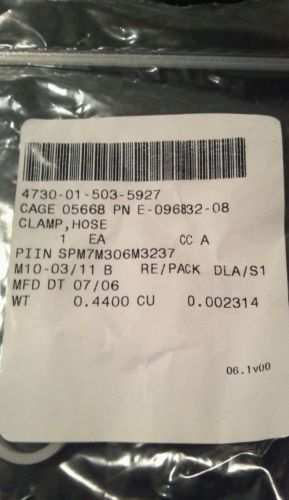 4730-01-503-5927
CAGE 05668 PN E-096832-08
CLAMP,HOSE
1 EA CC A
PIIN SPM7M306M3237
M10-03/11 B RE/PACK DLA/S1
MFD DT 07/06
WT 0.4400 CU 0.002314
06.1v00